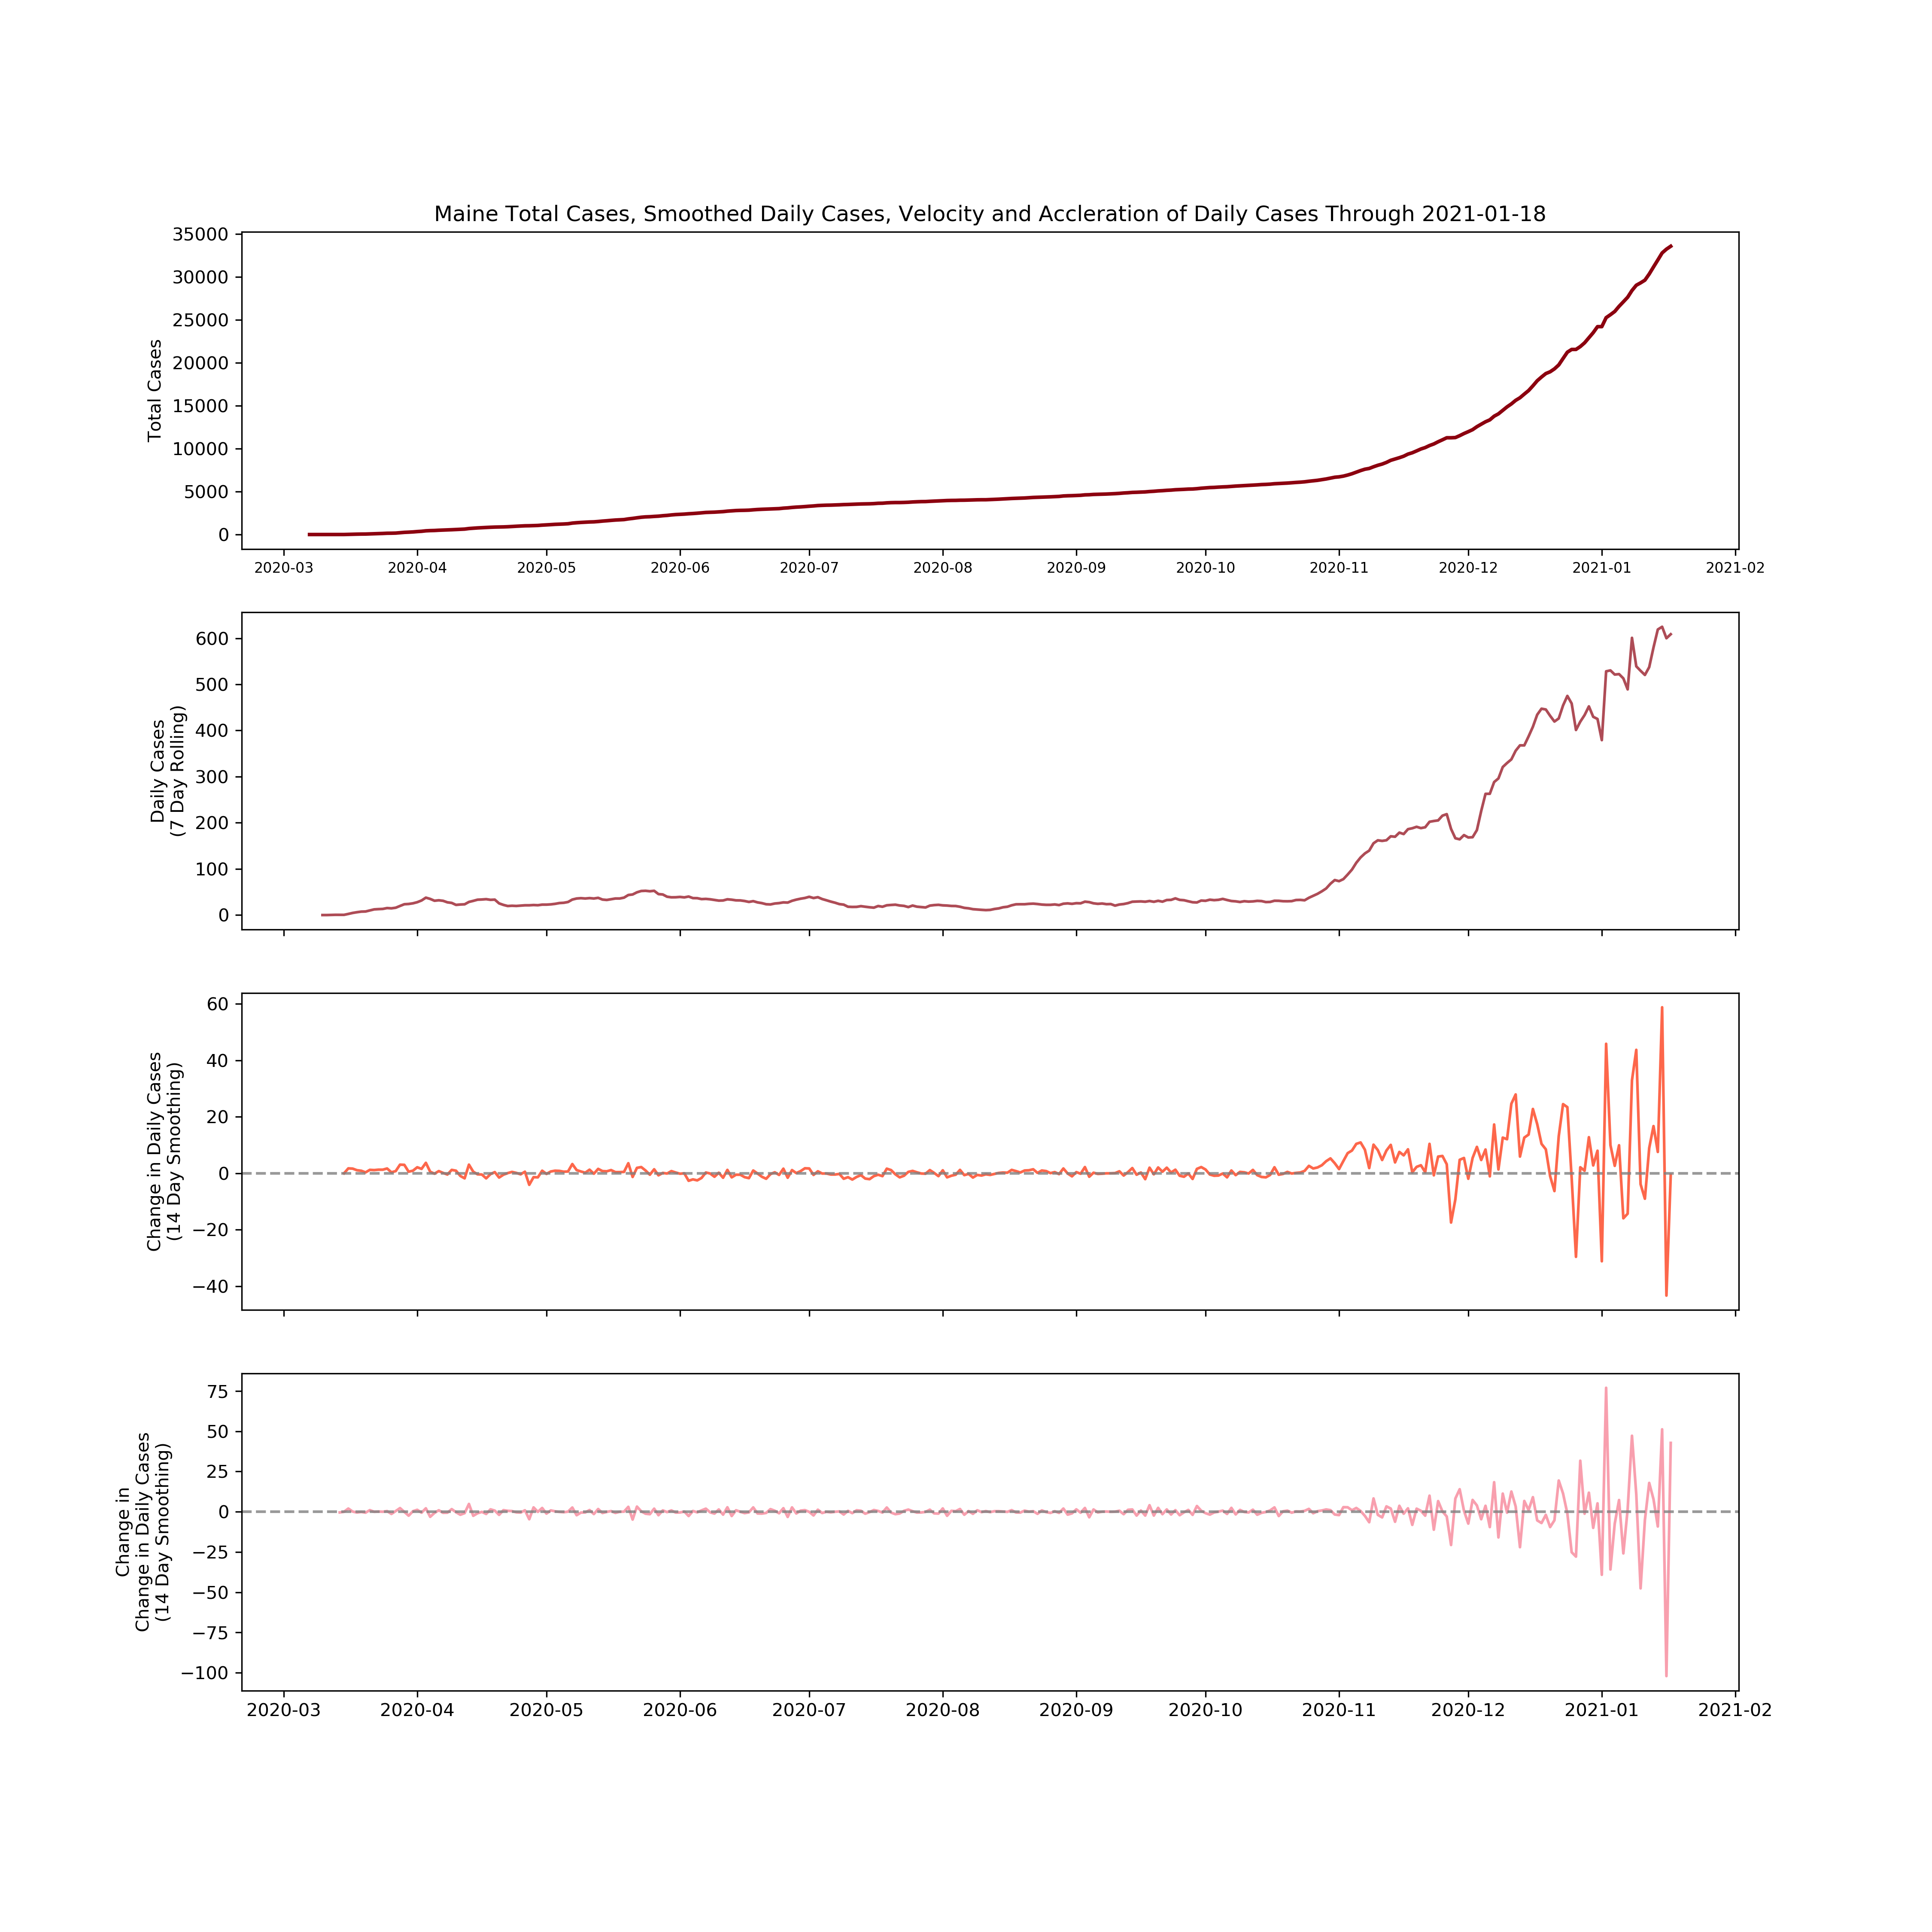 Maine Total Cases, Smoothed Daily Cases, Velocity and Accleration of Daily Cases Through 2021-01-18
Total Cases
35000
30000
25000
20000
15000
10000
5000
0
2020-03 2020-04 2020-05 2020-06 2020-07 2020-08 2020-09 2020-10 2020-11 2020-12 2021-01 2021-02
Daily Cases
(7 Day Rolling)
600
500
400
300
200
100
0
Change in Daily Cases
(14 Day Smoothing)
60
40
20
0
−20
−40
Change in
Change in Daily Cases
(14 Day Smoothing)
75
50
25
0
−25
−50
−75
−100
2020-03 2020-04 2020-05 2020-06 2020-07 2020-08 2020-09 2020-10 2020-11 2020-12 2021-01 2021-02